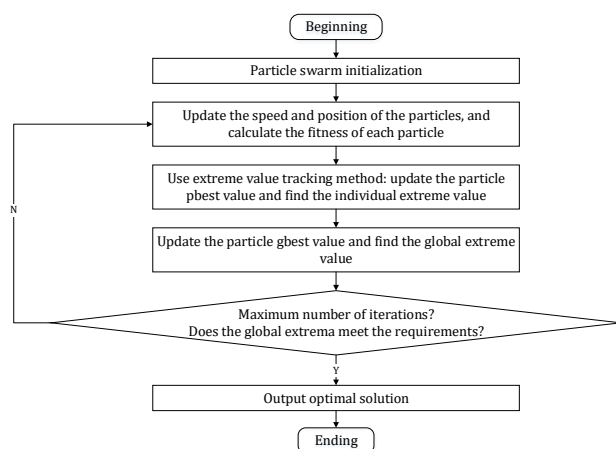 Beginning
Particle swarm initialization
Update the speed and position of the particles, and
calculate the fitness of each particle
Use extreme value tracking method: update the particle
pbest value and find the individual extreme value
N
Update the particle gbest value and find the global extreme
value
Maximum number of iterations?
Does the global extrema meet the requirements?
Y
Output optimal solution
Ending